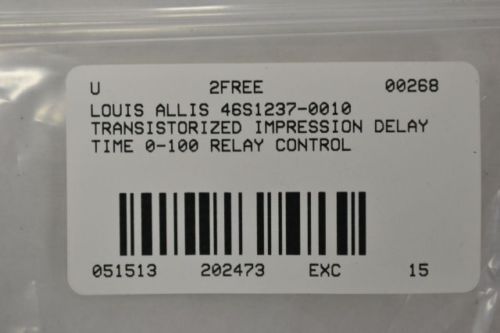 U 2FREE 00268
LOUIS ALLIS 46S1237-0010
TRANSISTORIZED IMPRESSION DELAY
TIME 0-100 RELAY CONTROL
051513 202473 EXC 15